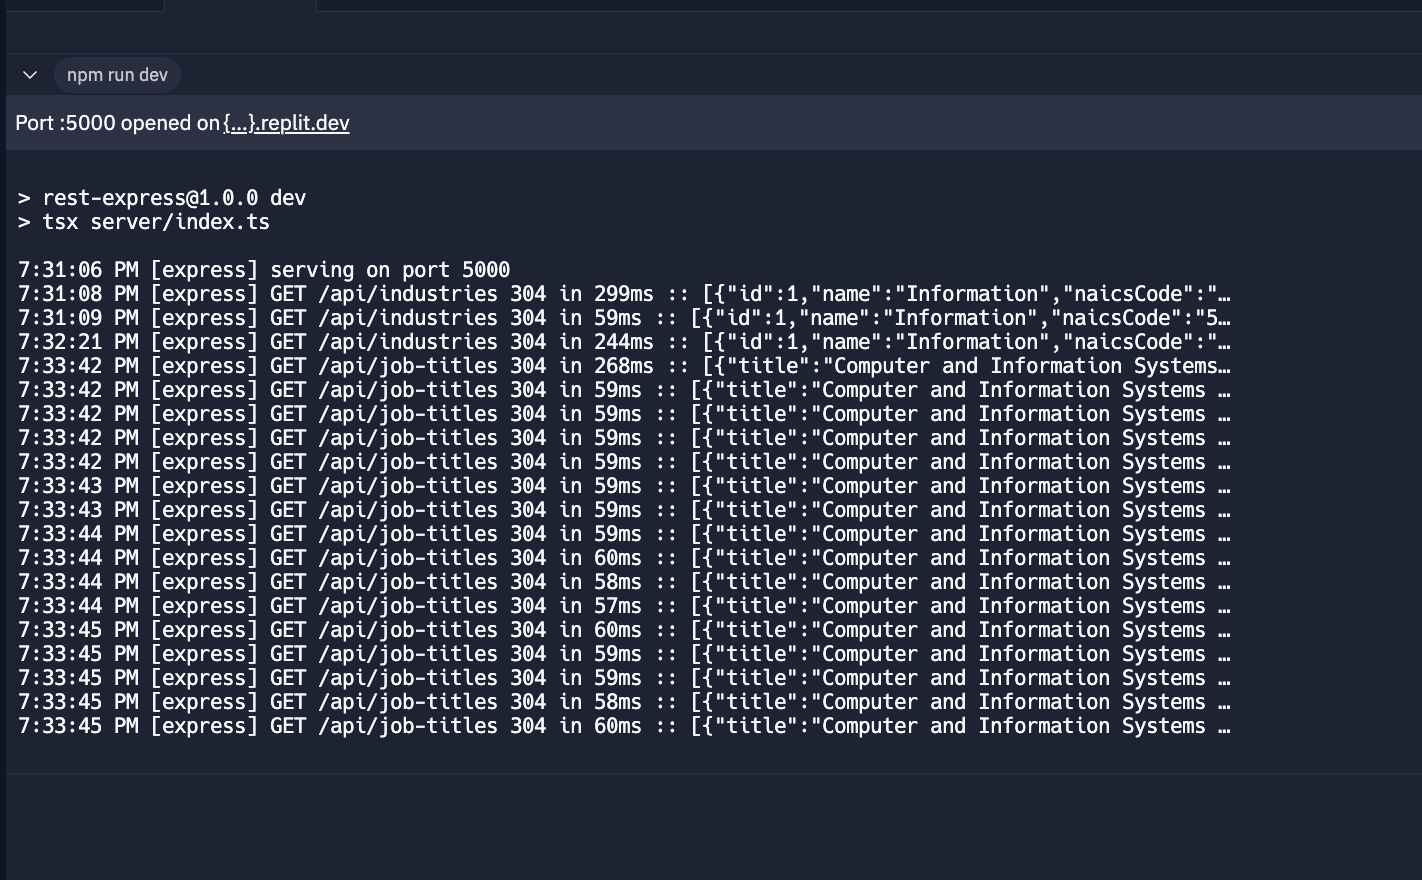 npm run dev
Port :5000 opened on {...}.replit.dev
> rest-express@1.0.0 dev
> tsx server/index.ts
7:31:06 PM [express] serving on port 5000
7:31:08 PM [express] GET /api/industries 304 in 299ms :: [{"id":1,"name":"Information","naicsCode":"…
7:31:09 PM [express] GET /api/industries 304 in 59ms :: [{"id":1,"name":"Information","naicsCode":"5…
7:32:21 PM [express] GET /api/industries 304 in 244ms :: [{"id":1,"name":"Information","naicsCode":"…
7:33:42 PM [express] GET /api/job-titles 304 in 268ms :: [{"title":"Computer and Information Systems…
7:33:42 PM [express] GET /api/job-titles 304 in 59ms :: [{"title":"Computer and Information Systems …
7:33:42 PM [express] GET /api/job-titles 304 in 59ms :: [{"title":"Computer and Information Systems …
7:33:42 PM [express] GET /api/job-titles 304 in 59ms :: [{"title":"Computer and Information Systems …
7:33:42 PM [express] GET /api/job-titles 304 in 59ms :: [{"title":"Computer and Information Systems …
7:33:43 PM [express] GET /api/job-titles 304 in 59ms :: [{"title":"Computer and Information Systems …
7:33:43 PM [express] GET /api/job-titles 304 in 59ms :: [{"title":"Computer and Information Systems …
7:33:44 PM [express] GET /api/job-titles 304 in 59ms :: [{"title":"Computer and Information Systems …
7:33:44 PM [express] GET /api/job-titles 304 in 60ms :: [{"title":"Computer and Information Systems …
7:33:44 PM [express] GET /api/job-titles 304 in 58ms :: [{"title":"Computer and Information Systems …
7:33:44 PM [express] GET /api/job-titles 304 in 57ms :: [{"title":"Computer and Information Systems …
7:33:45 PM [express] GET /api/job-titles 304 in 60ms :: [{"title":"Computer and Information Systems …
7:33:45 PM [express] GET /api/job-titles 304 in 59ms :: [{"title":"Computer and Information Systems …
7:33:45 PM [express] GET /api/job-titles 304 in 59ms :: [{"title":"Computer and Information Systems …
7:33:45 PM [express] GET /api/job-titles 304 in 58ms :: [{"title":"Computer and Information Systems …
7:33:45 PM [express] GET /api/job-titles 304 in 60ms :: [{"title":"Computer and Information Systems …